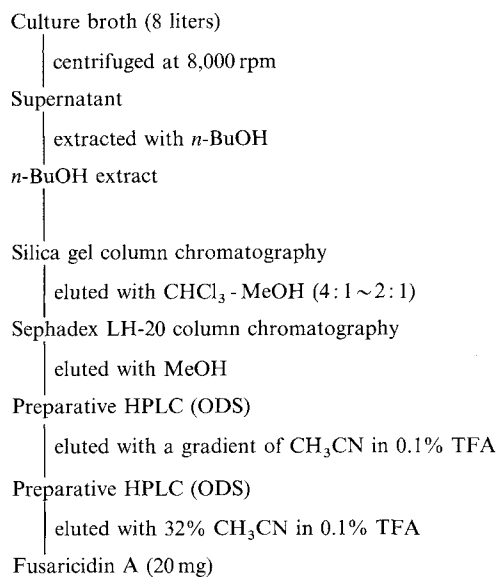 Culture broth (8 liters)
centrifuged at 8,000 rpm
Supernatant
extracted with n-BuOH
n-BuOH extract
Silica gel column chromatography
eluted with CHCl₃-MeOH (4:1~2:1)
Sephadex LH-20 column chromatography
eluted with MeOH
Preparative HPLC (ODS)
eluted with a gradient of CH₃CN in 0.1% TFA
Preparative HPLC (ODS)
eluted with 32% CH₃CN in 0.1% TFA
Fusaricidin A (20 mg)